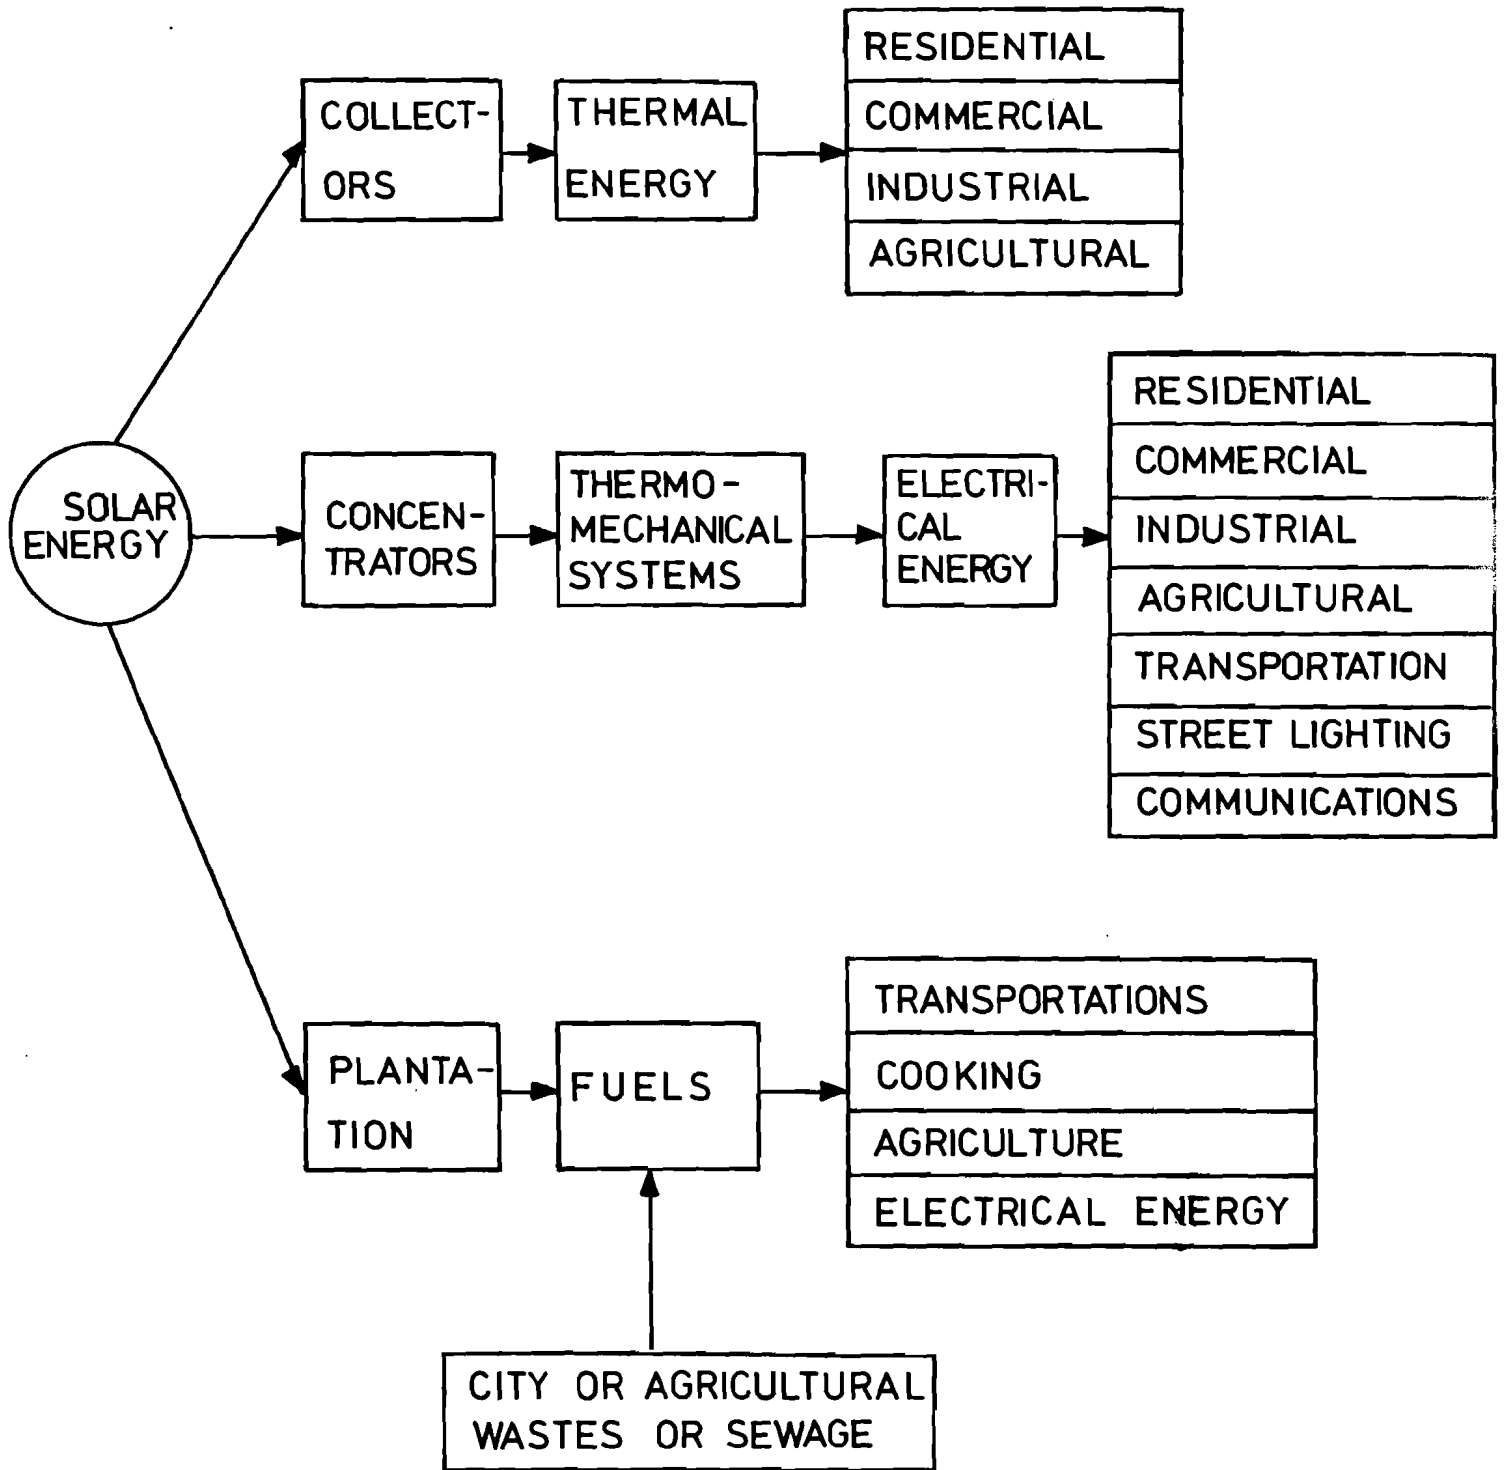 SOLAR
ENERGY
COLLECT-
ORS
THERMAL
ENERGY
RESIDENTIAL
COMMERCIAL
INDUSTRIAL
AGRICULTURAL
CONCEN-
TRATORS
THERMO-
MECHANICAL
SYSTEMS
ELECTRI-
CAL
ENERGY
RESIDENTIAL
COMMERCIAL
INDUSTRIAL
AGRICULTURAL
TRANSPORTATION
STREET LIGHTING
COMMUNICATIONS
PLANTA-
TION
FUELS
TRANSPORTATIONS
COOKING
AGRICULTURE
ELECTRICAL ENERGY
CITY OR AGRICULTURAL
WASTES OR SEWAGE